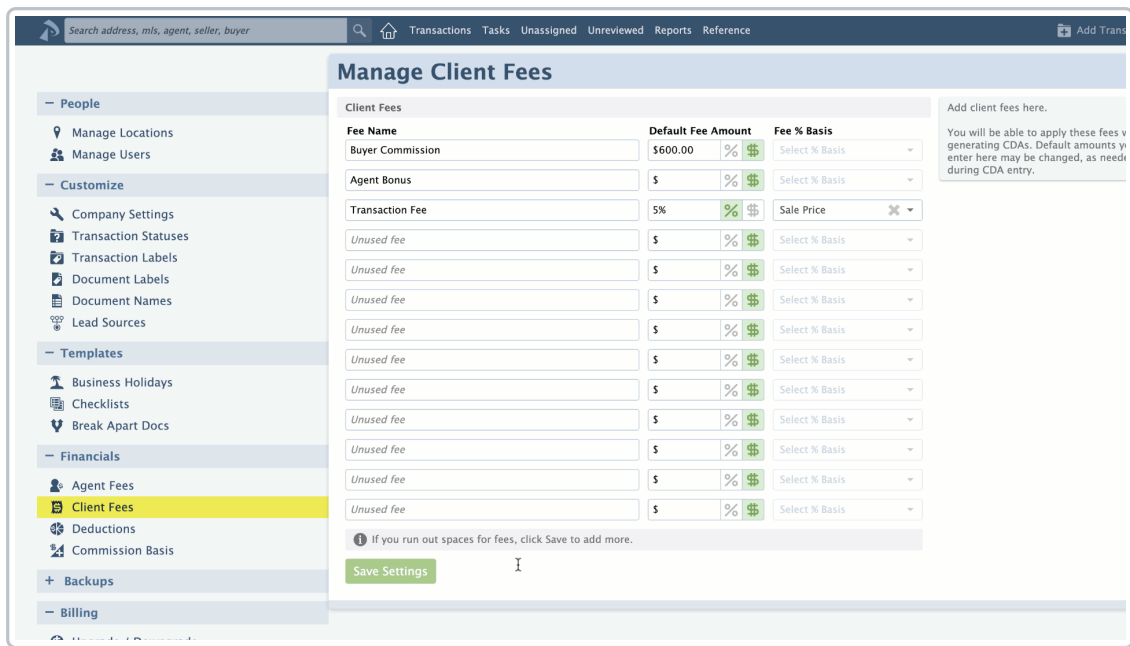 Search address, mls, agent, seller, buyer
Transactions Tasks Unassigned Unreviewed Reports Reference
Add Trans
Manage Client Fees
− People
Manage Locations
Manage Users
− Customize
Company Settings
Transaction Statuses
Transaction Labels
Document Labels
Document Names
Lead Sources
− Templates
Business Holidays
Checklists
Break Apart Docs
− Financials
Agent Fees
Client Fees
Deductions
Commission Basis
+ Backups
− Billing
Client Fees
Fee Name Default Fee Amount Fee % Basis
Buyer Commission $600.00 % $ Select % Basis
Agent Bonus $ % $ Select % Basis
Transaction Fee 5% % $ Sale Price
Unused fee $ % $ Select % Basis
Unused fee $ % $ Select % Basis
Unused fee $ % $ Select % Basis
Unused fee $ % $ Select % Basis
Unused fee $ % $ Select % Basis
Unused fee $ % $ Select % Basis
Unused fee $ % $ Select % Basis
Unused fee $ % $ Select % Basis
Unused fee $ % $ Select % Basis
Unused fee $ % $ Select % Basis
If you run out spaces for fees, click Save to add more.
Save Settings
Add client fees here.
You will be able to apply these fees w
generating CDAs. Default amounts yo
enter here may be changed, as neede
during CDA entry.